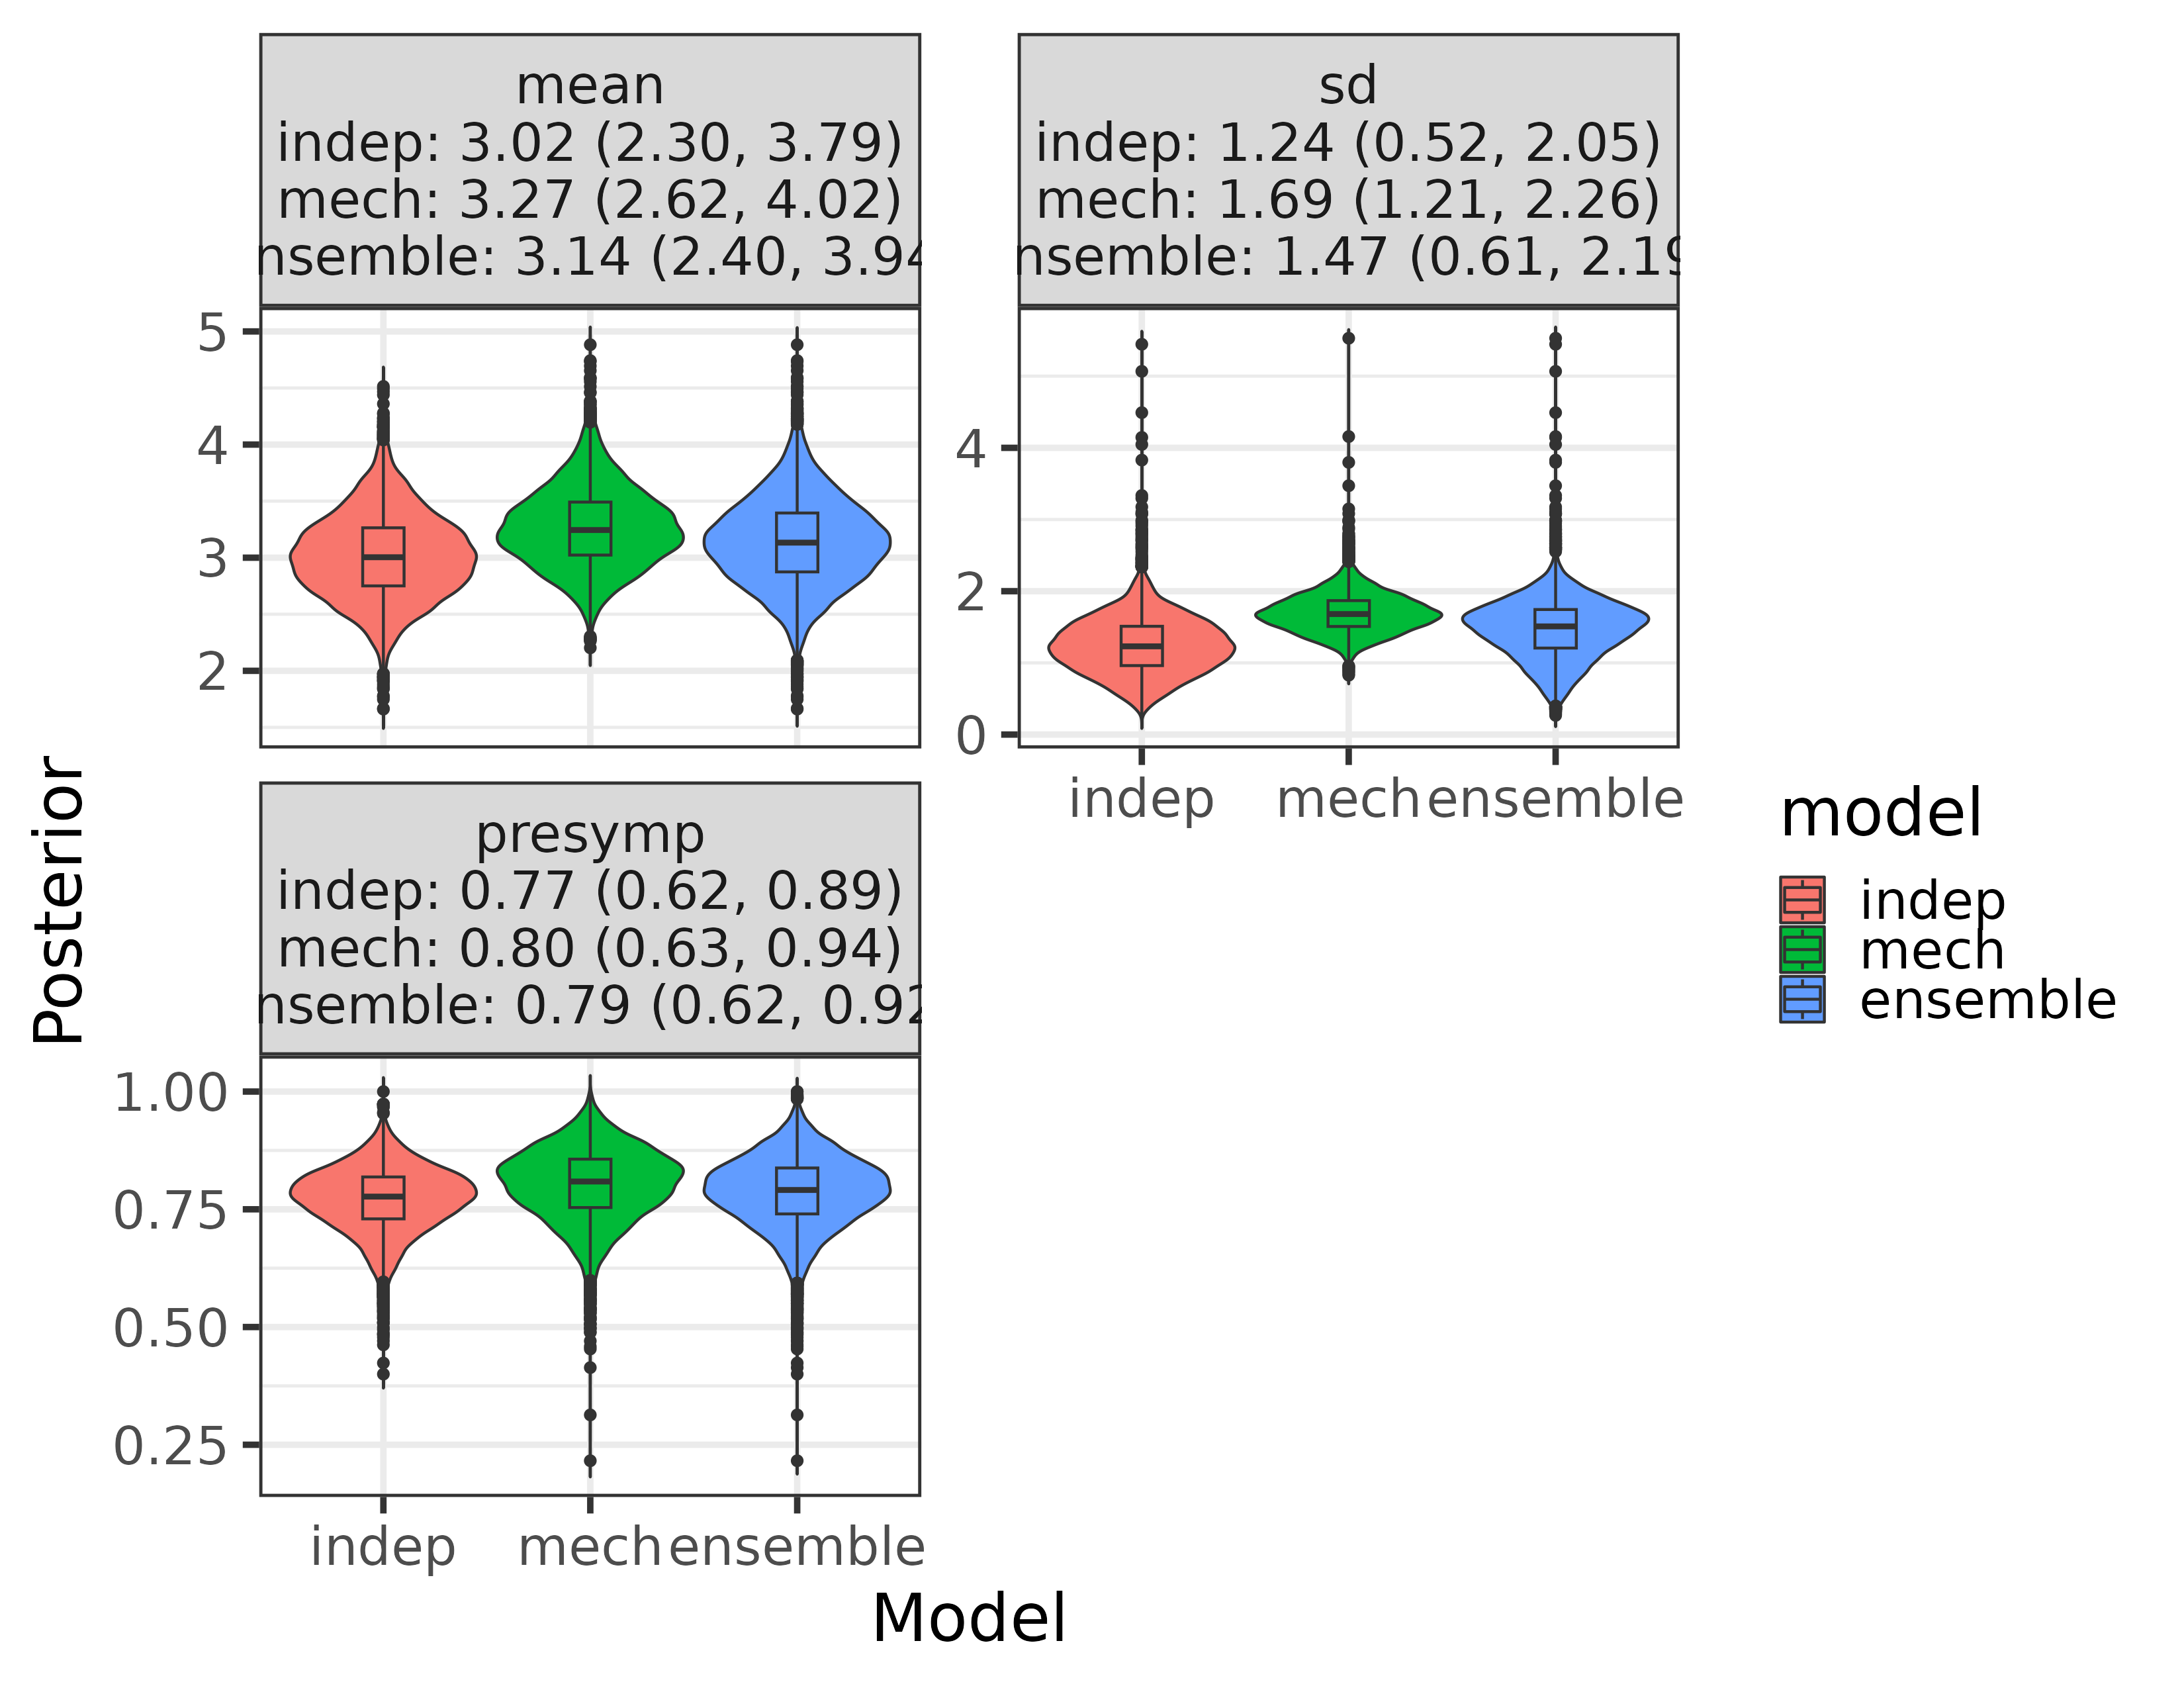 mean
indep: 3.02 (2.30, 3.79)
mech: 3.27 (2.62, 4.02)
nsemble: 3.14 (2.40, 3.94
sd
indep: 1.24 (0.52, 2.05)
mech: 1.69 (1.21, 2.26)
nsemble: 1.47 (0.61, 2.19
5
4
3
2
4
2
0
indep mech ensemble
presymp
indep: 0.77 (0.62, 0.89)
mech: 0.80 (0.63, 0.94)
nsemble: 0.79 (0.62, 0.92
1.00
0.75
0.50
0.25
indep mech ensemble
Model
Posterior
model
indep
mech
ensemble